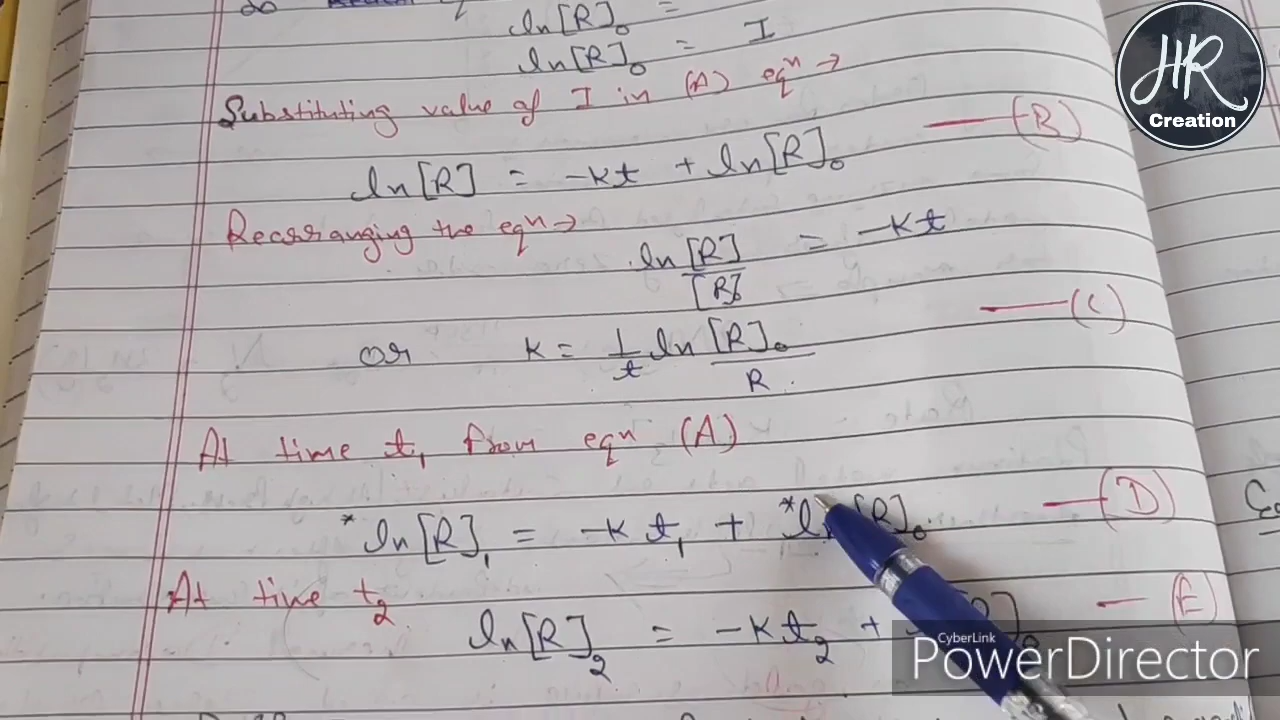 ln[R]₀ =
ln[R]₀ = I
Substituting value of I in (A) eqⁿ →
ln[R] = -kt + ln[R]₀ —(B)
Rearranging the eqⁿ →
ln [R]/[R]₀ = -kt
or k = 1/t ln [R]₀/R —(C)
At time t₁ from eqn (A)
*ln[R]₁ = -kt₁ + *ln[R]₀ —(D)
At time t₂
ln[R]₂ = -kt₂ + —(E)
HR
Creation
CyberLink
PowerDirector